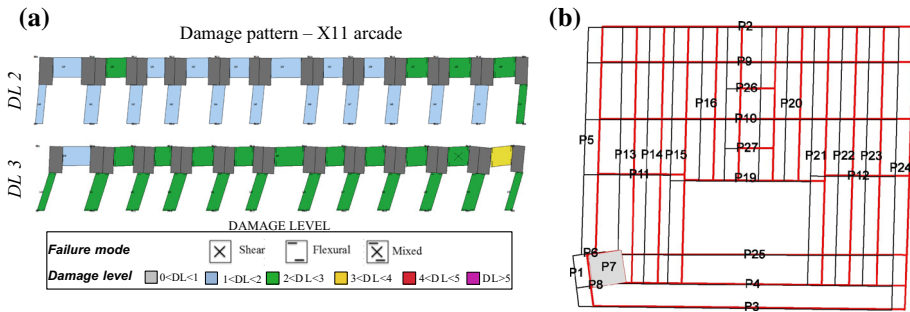 (a)
Damage pattern – X11 arcade
DL 2
DL 3
DAMAGE LEVEL
Failure mode Shear Flexural Mixed
Damage level 0<DL<1 1<DL<2 2<DL<3 3<DL<4 4<DL<5 DL>5
(b)
P2
P9
P26
P16 P20
P10
P5
P27
P13 P14 P15 P21 P22 P23
P24
P11 P19 P12
P6 P25
P1 P7
P8 P4
P3